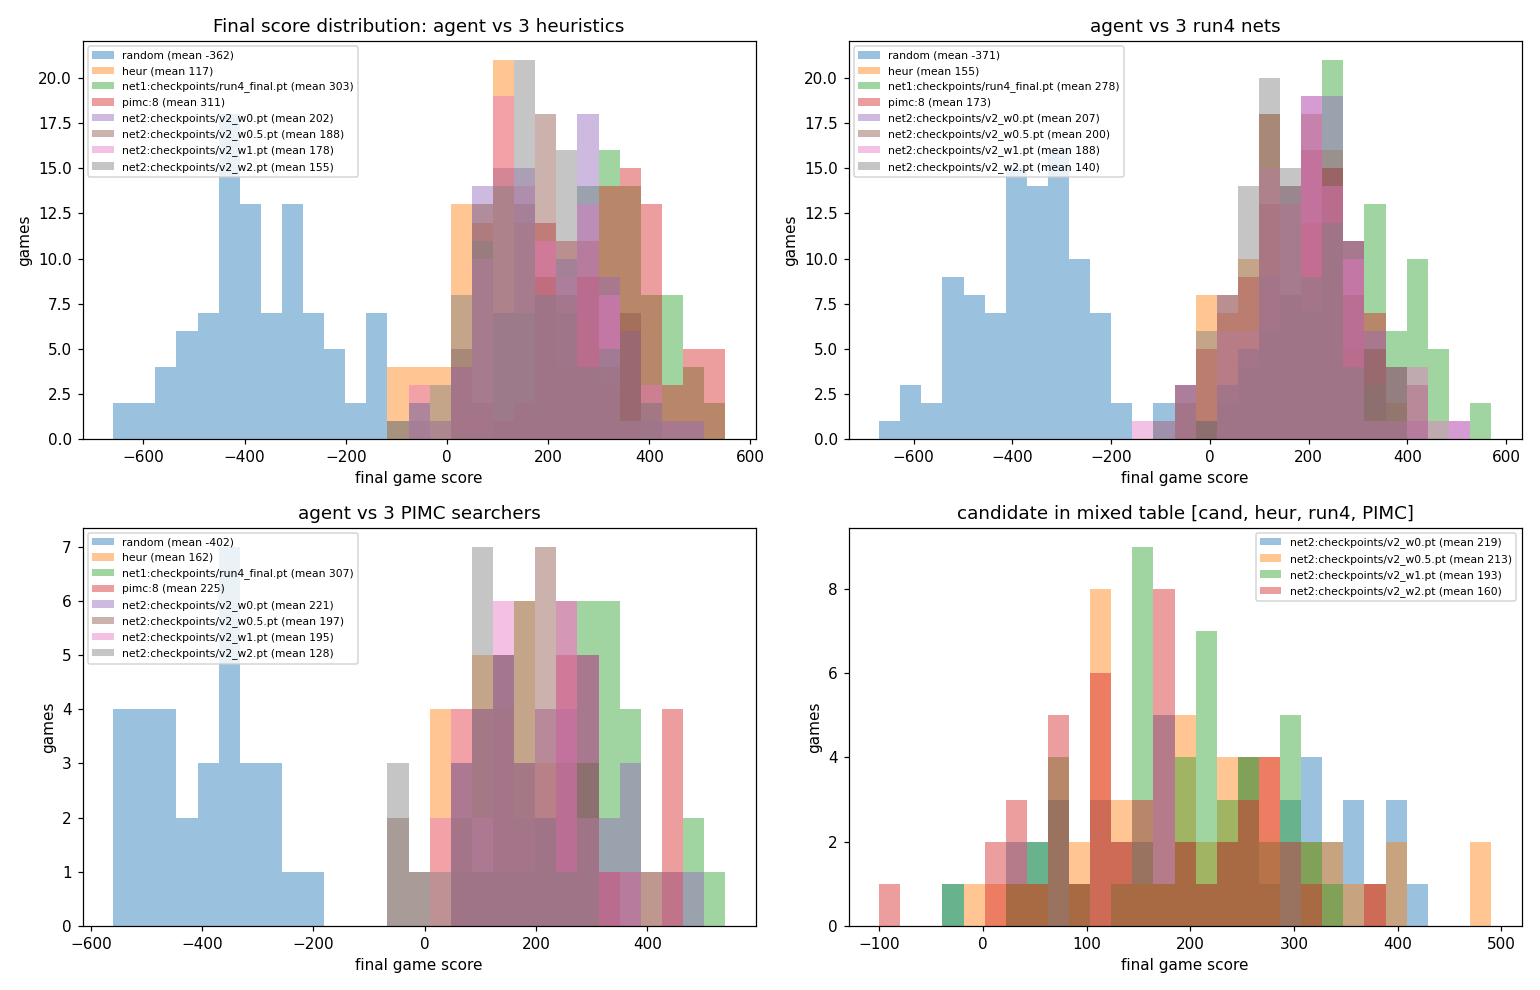 Final score distribution: agent vs 3 heuristics
random (mean -362)
heur (mean 117)
net1:checkpoints/run4_final.pt (mean 303)
pimc:8 (mean 311)
net2:checkpoints/v2_w0.pt (mean 202)
net2:checkpoints/v2_w0.5.pt (mean 188)
net2:checkpoints/v2_w1.pt (mean 178)
net2:checkpoints/v2_w2.pt (mean 155)
20.0
17.5
15.0
12.5
10.0
7.5
5.0
2.5
0.0
games
−600 −400 −200 0 200 400 600
final game score
agent vs 3 run4 nets
random (mean -371)
heur (mean 155)
net1:checkpoints/run4_final.pt (mean 278)
pimc:8 (mean 173)
net2:checkpoints/v2_w0.pt (mean 207)
net2:checkpoints/v2_w0.5.pt (mean 200)
net2:checkpoints/v2_w1.pt (mean 188)
net2:checkpoints/v2_w2.pt (mean 140)
20.0
17.5
15.0
12.5
10.0
7.5
5.0
2.5
0.0
games
−600 −400 −200 0 200 400 600
final game score
agent vs 3 PIMC searchers
random (mean -402)
heur (mean 162)
net1:checkpoints/run4_final.pt (mean 307)
pimc:8 (mean 225)
net2:checkpoints/v2_w0.pt (mean 221)
net2:checkpoints/v2_w0.5.pt (mean 197)
net2:checkpoints/v2_w1.pt (mean 195)
net2:checkpoints/v2_w2.pt (mean 128)
7
6
5
4
3
2
1
0
games
−600 −400 −200 0 200 400
final game score
candidate in mixed table [cand, heur, run4, PIMC]
net2:checkpoints/v2_w0.pt (mean 219)
net2:checkpoints/v2_w0.5.pt (mean 213)
net2:checkpoints/v2_w1.pt (mean 193)
net2:checkpoints/v2_w2.pt (mean 160)
8
6
4
2
0
games
−100 0 100 200 300 400 500
final game score